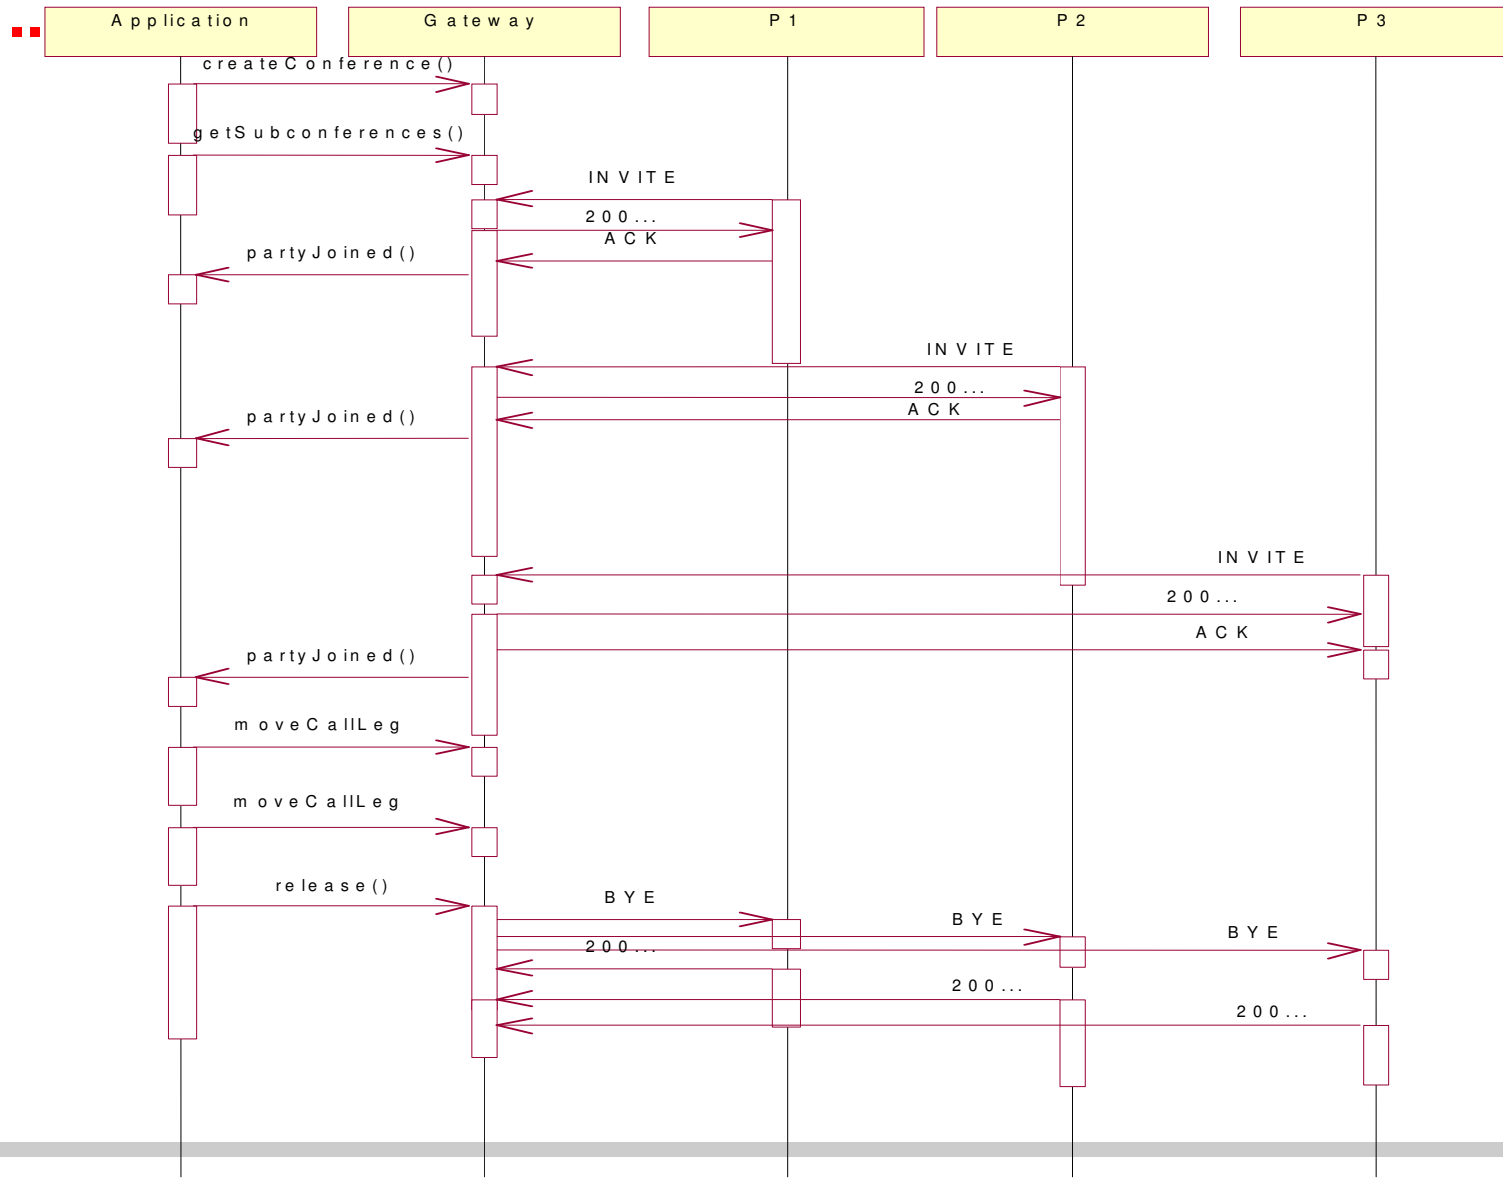 Application
Gateway
P1
P2
P3
createConference()
getSubconferences()
INVITE
200...
ACK
partyJoined()
INVITE
200...
ACK
partyJoined()
INVITE
200...
ACK
partyJoined()
moveCallLeg
moveCallLeg
release()
BYE
BYE
BYE
200...
200...
200...